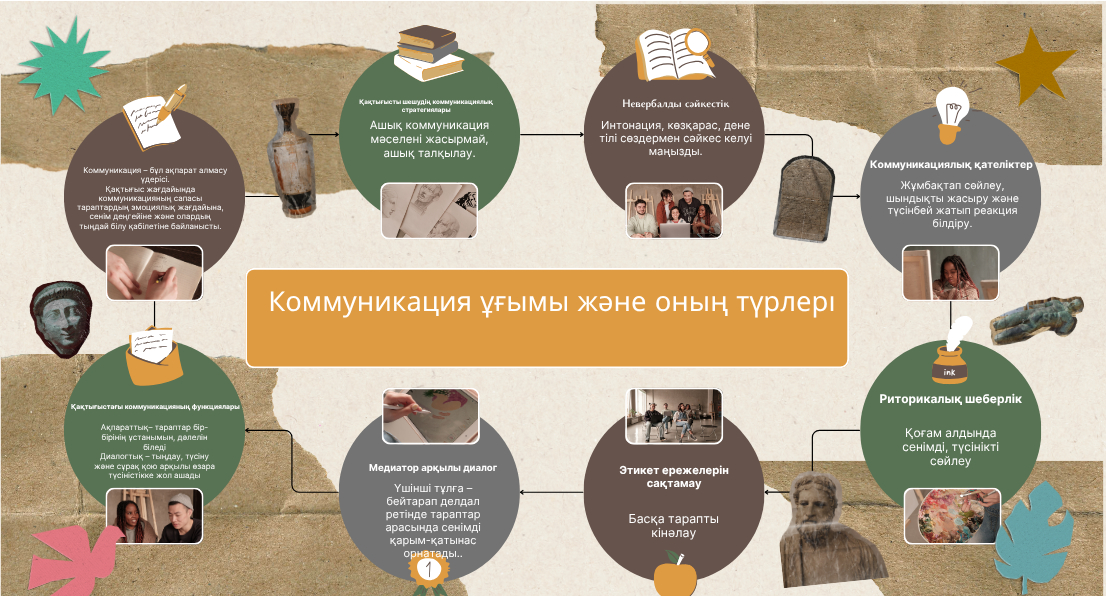 Коммуникация ұғымы және оның түрлері
Коммуникация – бұл ақпарат алмасу
үдерісі.
Қақтығыс жағдайында
коммуникацияның сапасы
тараптардың эмоциялық жағдайына,
сенім деңгейіне және олардың
тыңдай білу қабілетіне байланысты.
Қақтығысты шешудің коммуникациялық
стратегиялары
Ашық коммуникация
мәселені жасырмай,
ашық талқылау.
Невербалды сәйкестік
Интонация, көзқарас, дене
тілі сөздермен сәйкес келуі
маңызды.
Коммуникациялық қателіктер
Жұмбақтап сөйлеу,
шындықты жасыру және
түсінбей жатып реакция
білдіру.
ink
Риторикалық шеберлік
Қоғам алдында
сенімді, түсінікті
сөйлеу
Этикет ережелерін
сақтамау
Басқа тарапты
кінәлау
Медиатор арқылы диалог
Үшінші тұлға –
бейтарап делдал
ретінде тараптар
арасында сенімді
қарым-қатынас
орнатады..
1
Қақтығыстағы коммуникацияның функциялары
Ақпараттық– тараптар бір-
бірінің ұстанымын, дәлелін
біледі
Диалогтық – тыңдау, түсіну
және сұрақ қою арқылы өзара
түсіністікке жол ашады